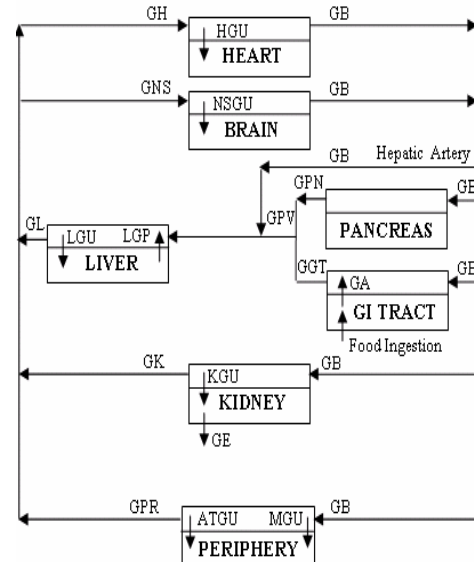 GH GB
HGU
HEART
GNS GB
NSGU
BRAIN
GB Hepatic Artery
GPN GB
GPV
PANCREAS
GL LGU LGP
LIVER
GGT GB
GA
GI TRACT
Food Ingestion
GK GB
KGU
KIDNEY
GE
GPR GB
ATGU MGU
PERIPHERY